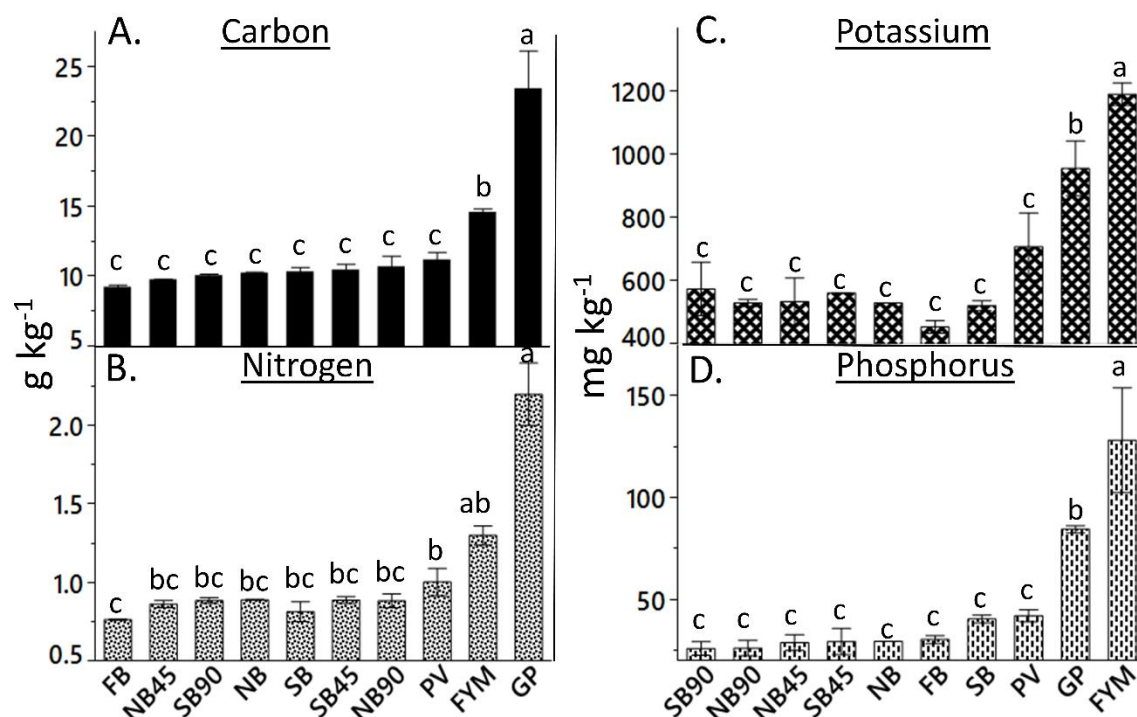 A. Carbon
a
25
20
15
10
5
b
c c c c c c c c
g kg-1
B. Nitrogen
a
2.0
1.5
1.0
0.5
ab
b
c bc bc bc bc bc bc
FB NB45 SB90 NB SB SB45 NB90 PV FYM GP
C. Potassium
a
1200
1000
800
600
400
b
c
c c c c c c c
mg kg-1
D. Phosphorus
a
150
100
50
b
c c c c c c c c
SB90 NB90 NB45 SB45 NB FB SB PV GP FYM